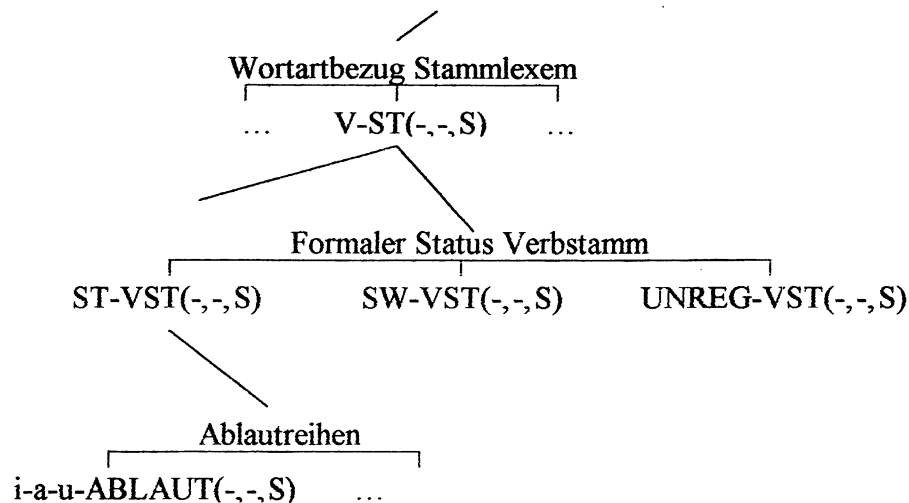 Wortartbezug Stammlexem
... V-ST(-,-,S) ...
Formaler Status Verbstamm
ST-VST(-,-,S) SW-VST(-,-,S) UNREG-VST(-,-,S)
Ablautreihen
i-a-u-ABLAUT(-,-,S) ...